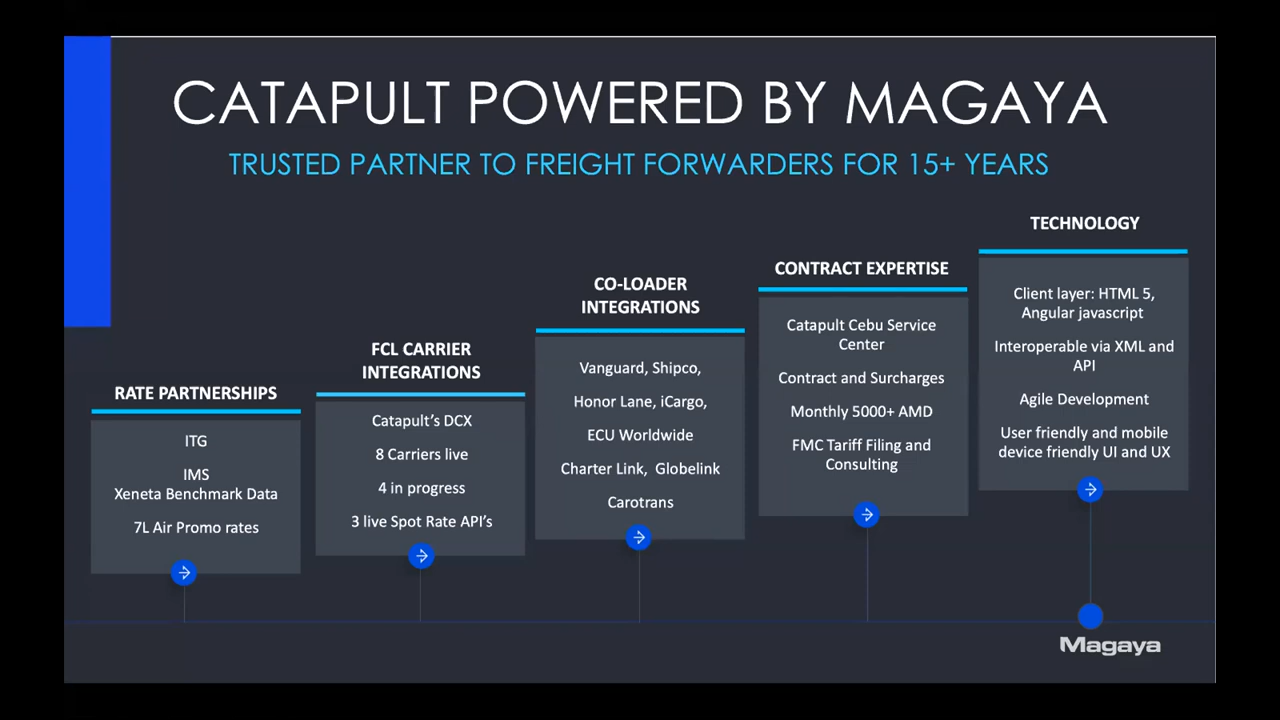 CATAPULT POWERED BY MAGAYA
TRUSTED PARTNER TO FREIGHT FORWARDERS FOR 15+ YEARS
RATE PARTNERSHIPS
ITG
IMS
Xeneta Benchmark Data
7L Air Promo rates
FCL CARRIER
INTEGRATIONS
Catapult’s DCX
8 Carriers live
4 in progress
3 live Spot Rate API’s
CO-LOADER
INTEGRATIONS
Vanguard, Shipco,
Honor Lane, iCargo,
ECU Worldwide
Charter Link, Globelink
Carotrans
CONTRACT EXPERTISE
Catapult Cebu Service
Center
Contract and Surcharges
Monthly 5000+ AMD
FMC Tariff Filing and
Consulting
TECHNOLOGY
Client layer: HTML 5,
Angular javascript
Interoperable via XML and
API
Agile Development
User friendly and mobile
device friendly UI and UX
Magaya